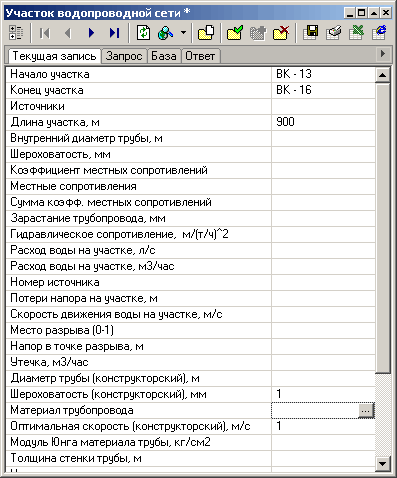 Участок водопроводной сети *
Текущая запись Запрос База Ответ
Начало участка ВК - 13
Конец участка ВК - 16
Источники
Длина участка, м 900
Внутренний диаметр трубы, м
Шероховатость, мм
Коэффициент местных сопротивлений
Местные сопротивления
Сумма коэфф. местных сопротивлений
Зарастание трубопровода, мм
Гидравлическое сопротивление, м/(т/ч)^2
Расход воды на участке, л/с
Расход воды на участке, м3/час
Номер источника
Потери напора на участке, м
Скорость движения воды на участке, м/с
Место разрыва (0-1)
Напор в точке разрыва, м
Утечка, м3/час
Диаметр трубы (конструкторский), м
Шероховатость (конструкторский), мм 1
Материал трубопровода ...
Оптимальная скорость (конструкторский), м/с 1
Модуль Юнга материала трубы, кг/см2
Толщина стенки трубы, м